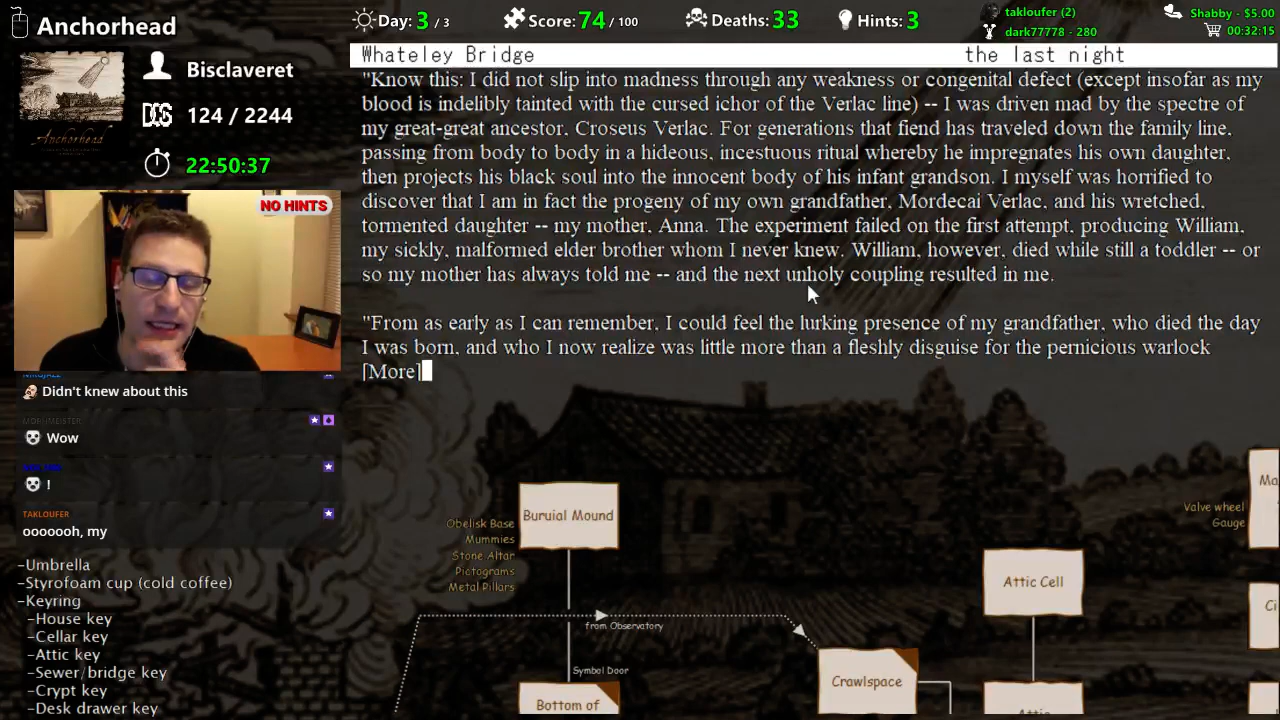 Anchorhead
Day: 3 / 3
Score: 74 / 100
Deaths: 33
Hints: 3
takloufer (2)
dark77778 - 280
Shabby - $5.00
00:32:15
Anchorhead
Bisclaveret
DCG 124 / 2244
22:50:37
NO HINTS
Whateley Bridge the last night
"Know this: I did not slip into madness through any weakness or congenital defect (except insofar as my
blood is indelibly tainted with the cursed ichor of the Verlac line) -- I was driven mad by the spectre of
my great-great ancestor, Croseus Verlac. For generations that fiend has traveled down the family line,
passing from body to body in a hideous, incestuous ritual whereby he impregnates his own daughter,
then projects his black soul into the innocent body of his infant grandson. I myself was horrified to
discover that I am in fact the progeny of my own grandfather, Mordecai Verlac, and his wretched,
tormented daughter -- my mother, Anna. The experiment failed on the first attempt, producing William,
my sickly, malformed elder brother whom I never knew. William, however, died while still a toddler -- or
so my mother has always told me -- and the next unholy coupling resulted in me.
"From as early as I can remember, I could feel the lurking presence of my grandfather, who died the day
I was born, and who I now realize was little more than a fleshly disguise for the pernicious warlock
[More]
Didn't knew about this
Wow
!
TAKLOUFER
ooooooh, my
-Umbrella
-Styrofoam cup (cold coffee)
-Keyring
-House key
-Cellar key
-Attic key
-Sewer/bridge key
-Crypt key
-Desk drawer key
Buruial Mound
Obelisk Base
Mummies
Stone Altar
Pictograms
Metal Pillars
from Observatory
Symbol Door
Bottom of
Crawlspace
Attic Cell
Attic
Valve wheel
Gauge
Ma
Ci